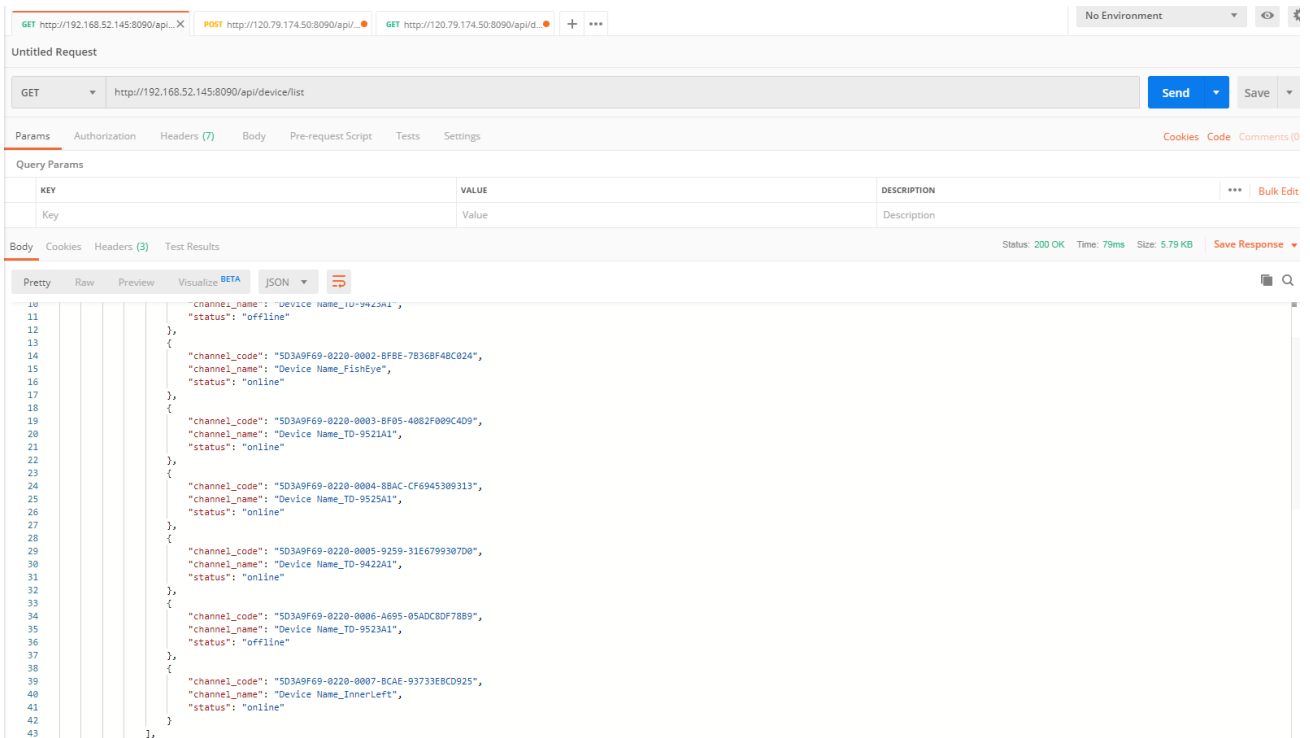 GET http://192.168.52.145:8090/api... X POST http://120.79.174.50:8090/api/... GET http://120.79.174.50:8090/api/d... + ••• No Environment
Untitled Request
GET http://192.168.52.145:8090/api/device/list Send Save
Params Authorization Headers (7) Body Pre-request Script Tests Settings Cookies Code Comments (0
Query Params
KEY VALUE DESCRIPTION ••• Bulk Edit
Key Value Description
Body Cookies Headers (3) Test Results Status: 200 OK Time: 79ms Size: 5.79 KB Save Response
Pretty Raw Preview Visualize BETA JSON
10 "channel_name": "Device Name_TD-9423A1",
11 "status": "offline"
12 },
13 {
14 "channel_code": "5D3A9F69-0220-0002-BFBE-7B36BF4BC024",
15 "channel_name": "Device Name_FishEye",
16 "status": "online"
17 },
18 {
19 "channel_code": "5D3A9F69-0220-0003-BF05-4082F009C4D9",
20 "channel_name": "Device Name_TD-9521A1",
21 "status": "online"
22 },
23 {
24 "channel_code": "5D3A9F69-0220-0004-8BAC-CF6945309313",
25 "channel_name": "Device Name_TD-9525A1",
26 "status": "online"
27 },
28 {
29 "channel_code": "5D3A9F69-0220-0005-9259-31E6799307D0",
30 "channel_name": "Device Name_TD-9422A1",
31 "status": "online"
32 },
33 {
34 "channel_code": "5D3A9F69-0220-0006-A695-05ADC8DF78B9",
35 "channel_name": "Device Name_TD-9523A1",
36 "status": "offline"
37 },
38 {
39 "channel_code": "5D3A9F69-0220-0007-BCAE-93733EBCD925",
40 "channel_name": "Device Name_InnerLeft",
41 "status": "online"
42 }
43 ],